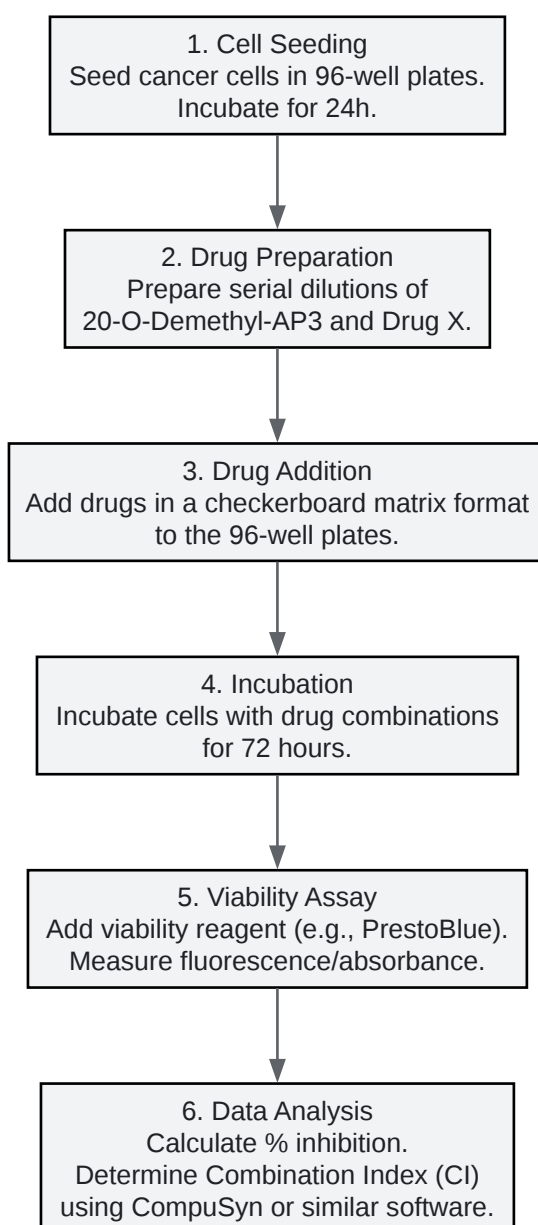 1. Cell Seeding
Seed cancer cells in 96-well plates.
Incubate for 24h.
2. Drug Preparation
Prepare serial dilutions of
20-O-Demethyl-AP3 and Drug X.
3. Drug Addition
Add drugs in a checkerboard matrix format
to the 96-well plates.
4. Incubation
Incubate cells with drug combinations
for 72 hours.
5. Viability Assay
Add viability reagent (e.g., PrestoBlue).
Measure fluorescence/absorbance.
6. Data Analysis
Calculate % inhibition.
Determine Combination Index (CI)
using CompuSyn or similar software.